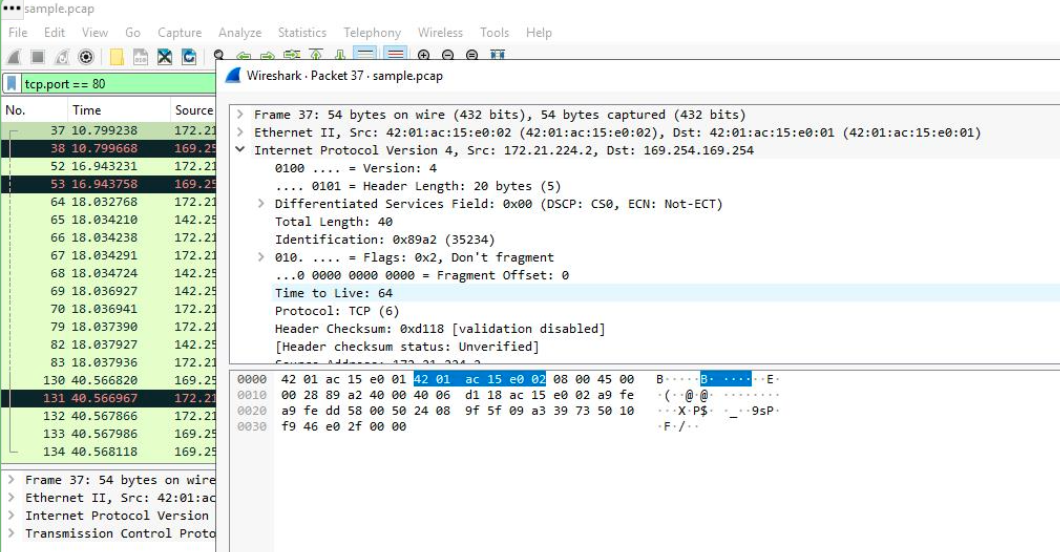 sample.pcap
File Edit View Go Capture Analyze Statistics Telephony Wireless Tools Help
tcp.port == 80
No. Time Source
37 10.799238 172.21
38 10.799668 169.25
52 16.943231 172.21
53 16.943758 169.25
64 18.032768 172.21
65 18.034210 142.25
66 18.034238 172.21
67 18.034291 172.21
68 18.034724 142.25
69 18.036927 142.25
70 18.036941 172.21
79 18.037390 172.21
82 18.037927 142.25
83 18.037936 172.21
130 40.566820 169.25
131 40.566967 172.21
132 40.567866 172.21
133 40.567986 169.25
134 40.568118 169.25
Frame 37: 54 bytes on wire
Ethernet II, Src: 42:01:ac
Internet Protocol Version
Transmission Control Proto
Wireshark · Packet 37 · sample.pcap
Frame 37: 54 bytes on wire (432 bits), 54 bytes captured (432 bits)
Ethernet II, Src: 42:01:ac:15:e0:02 (42:01:ac:15:e0:02), Dst: 42:01:ac:15:e0:01 (42:01:ac:15:e0:01)
Internet Protocol Version 4, Src: 172.21.224.2, Dst: 169.254.169.254
0100 .... = Version: 4
.... 0101 = Header Length: 20 bytes (5)
Differentiated Services Field: 0x00 (DSCP: CS0, ECN: Not-ECT)
Total Length: 40
Identification: 0x89a2 (35234)
010. .... = Flags: 0x2, Don't fragment
...0 0000 0000 0000 = Fragment Offset: 0
Time to Live: 64
Protocol: TCP (6)
Header Checksum: 0xd118 [validation disabled]
[Header checksum status: Unverified]
Source Address: 172.21.224.2
0000 42 01 ac 15 e0 01 42 01 ac 15 e0 02 08 00 45 00 B·····B· ······E·
0010 00 28 89 a2 40 00 40 06 d1 18 ac 15 e0 02 a9 fe ·(··@·@· ········
0020 a9 fe dd 58 00 50 24 08 9f 5f 09 a3 39 73 50 10 ···X·P$· ·_··9sP·
0030 f9 46 e0 2f 00 00 ·F·/··